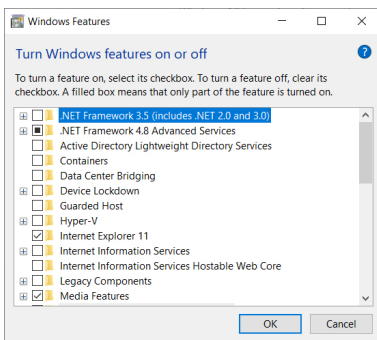 Windows Features
Turn Windows features on or off
To turn a feature on, select its checkbox. To turn a feature off, clear its
checkbox. A filled box means that only part of the feature is turned on.
.NET Framework 3.5 (includes .NET 2.0 and 3.0)
.NET Framework 4.8 Advanced Services
Active Directory Lightweight Directory Services
Containers
Data Center Bridging
Device Lockdown
Guarded Host
Hyper-V
Internet Explorer 11
Internet Information Services
Internet Information Services Hostable Web Core
Legacy Components
Media Features
OK Cancel